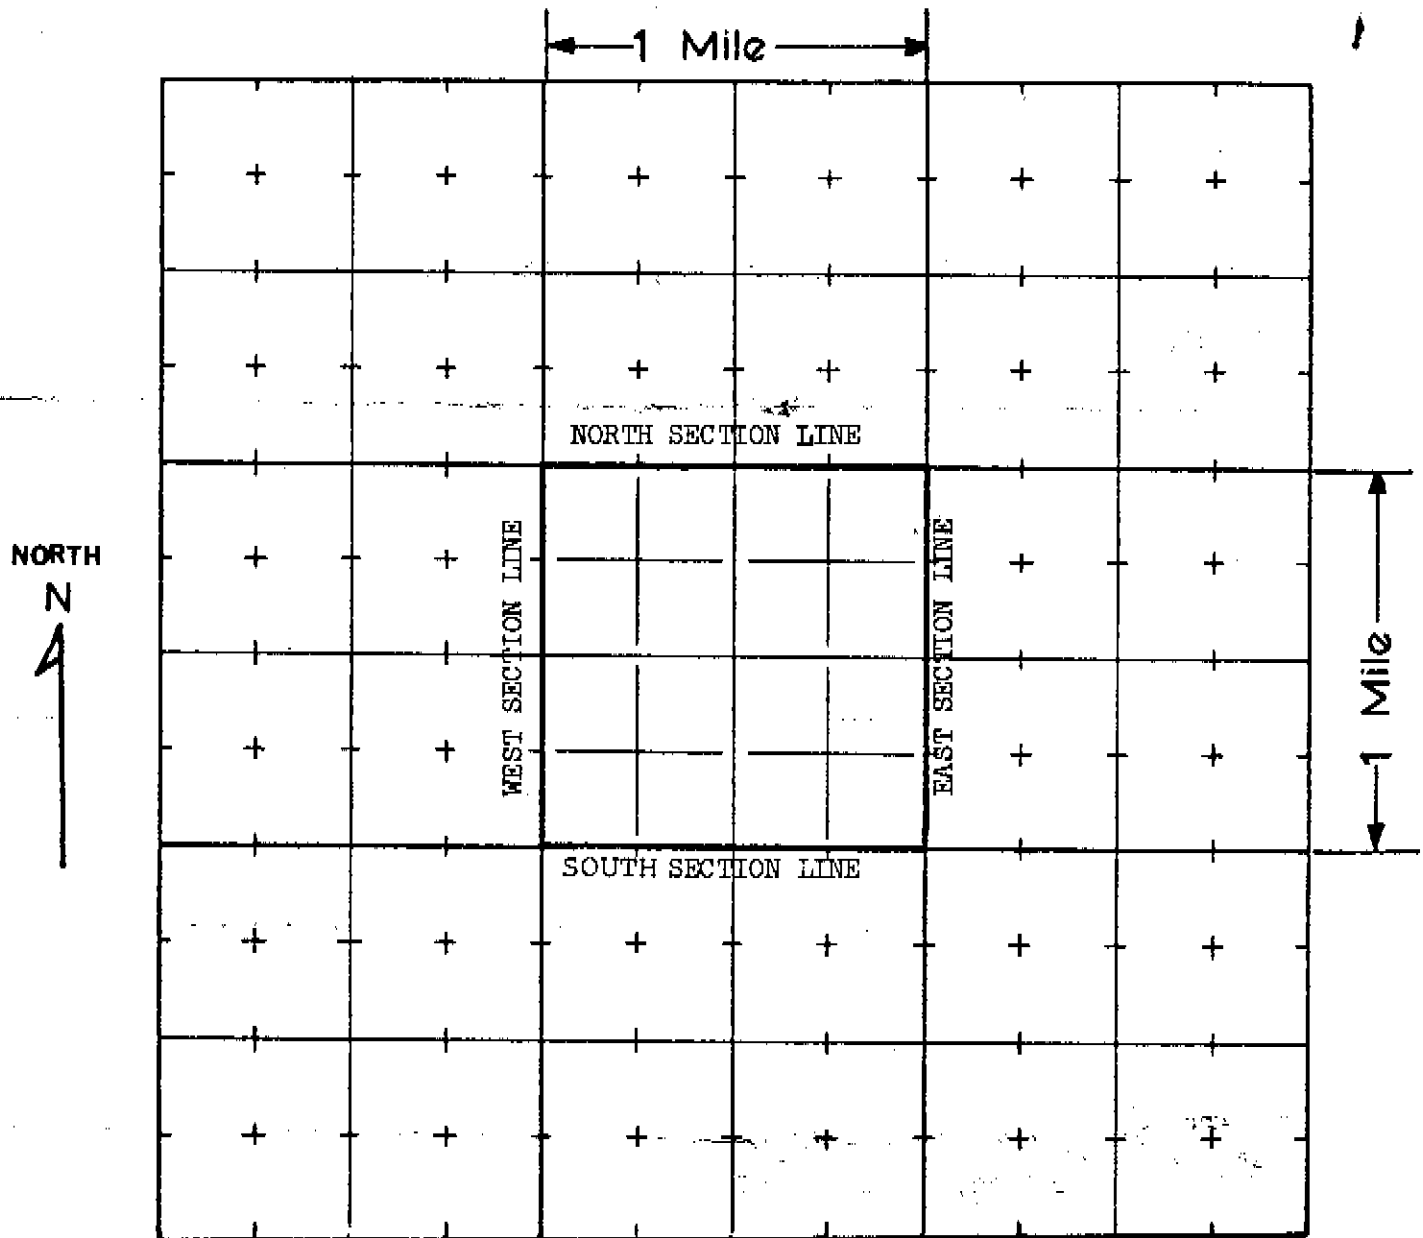 1 Mile
NORTH SECTION LINE
NORTH
N
WEST SECTION LINE
EAST SECTION LINE
1 Mile
SOUTH SECTION LINE